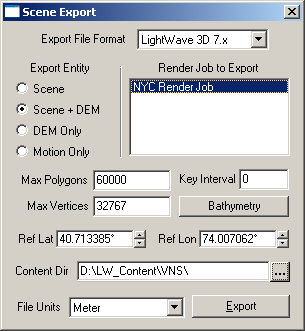 Scene Export
Export File Format LightWave 3D 7.x
Export Entity Render Job to Export
Scene NYC Render Job
Scene + DEM
DEM Only
Motion Only
Max Polygons 60000 Key Interval 0
Max Vertices 32767 Bathymetry
Ref Lat 40.713385° Ref Lon 74.007062°
Content Dir D:\LW_Content\VNS\ ...
File Units Meter Export